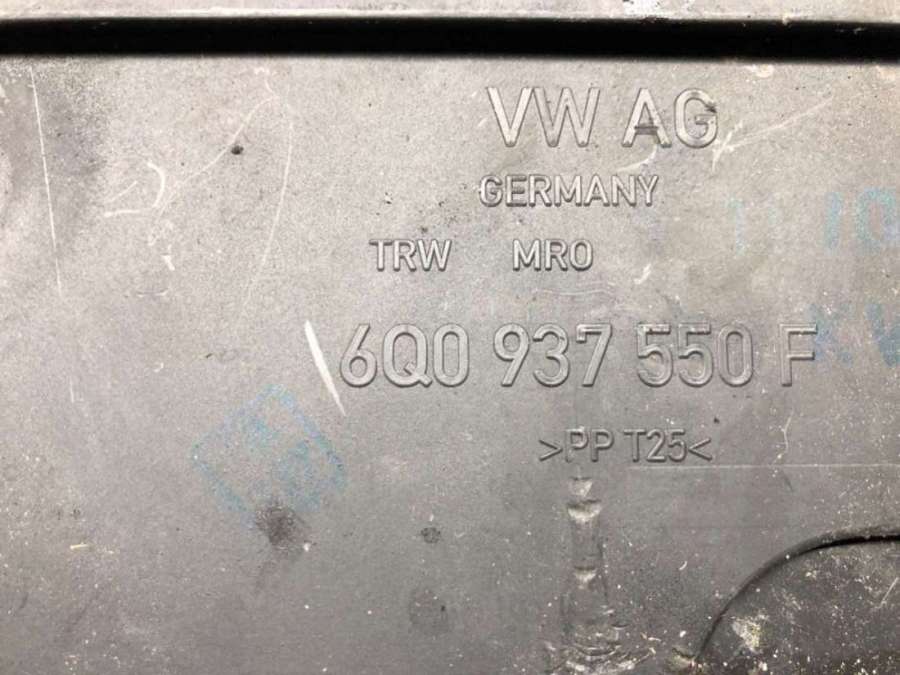 VW AG
GERMANY
TRW MRO
6Q0 937 550 F
>PP T25<